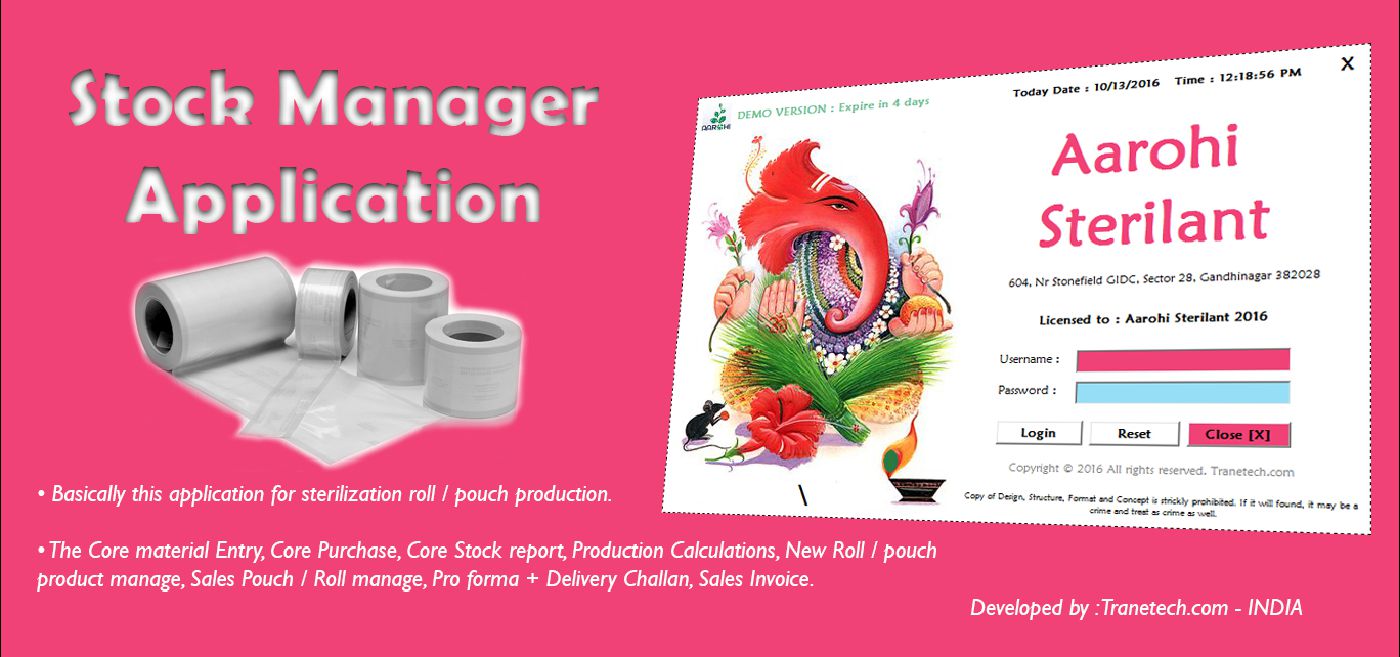 Stock Manager
Application
• Basically this application for sterilization roll / pouch production.
• The Core material Entry, Core Purchase, Core Stock report, Production Calculations, New Roll / pouch
product manage, Sales Pouch / Roll manage, Pro forma + Delivery Challan, Sales Invoice.
Developed by : Tranetech.com - INDIA
AAROHI
DEMO VERSION : Expire in 4 days
Today Date : 10/13/2016 Time : 12:18:56 PM
X
Aarohi
Sterilant
604, Nr Stonefield GIDC, Sector 28, Gandhinagar 382028
Licensed to : Aarohi Sterilant 2016
Username :
Password :
Login Reset Close [X]
Copyright © 2016 All rights reserved. Tranetech.com
Copy of Design, Structure, Format and Concept is strickly prohibited. If it will found, it may be a
crime and treat as crime as well.
\